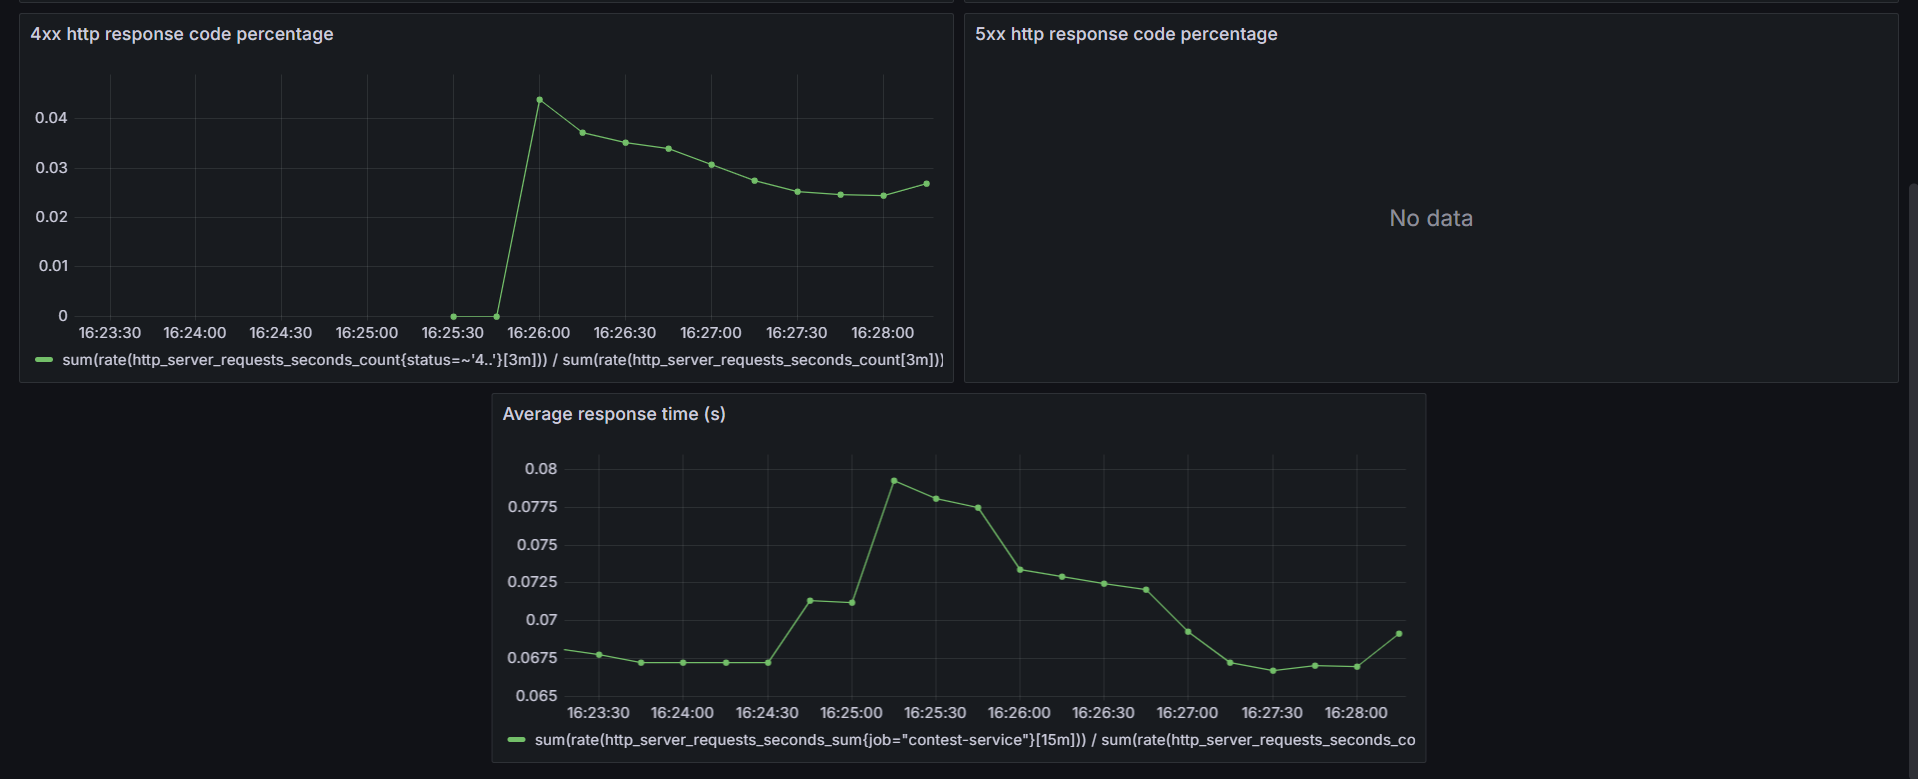 4xx http response code percentage
0.04
0.03
0.02
0.01
0
16:23:30 16:24:00 16:24:30 16:25:00 16:25:30 16:26:00 16:26:30 16:27:00 16:27:30 16:28:00
sum(rate(http_server_requests_seconds_count{status=~'4..'}[3m])) / sum(rate(http_server_requests_seconds_count[3m]))
5xx http response code percentage
No data
Average response time (s)
0.08
0.0775
0.075
0.0725
0.07
0.0675
0.065
16:23:30 16:24:00 16:24:30 16:25:00 16:25:30 16:26:00 16:26:30 16:27:00 16:27:30 16:28:00
sum(rate(http_server_requests_seconds_sum{job="contest-service"}[15m])) / sum(rate(http_server_requests_seconds_co